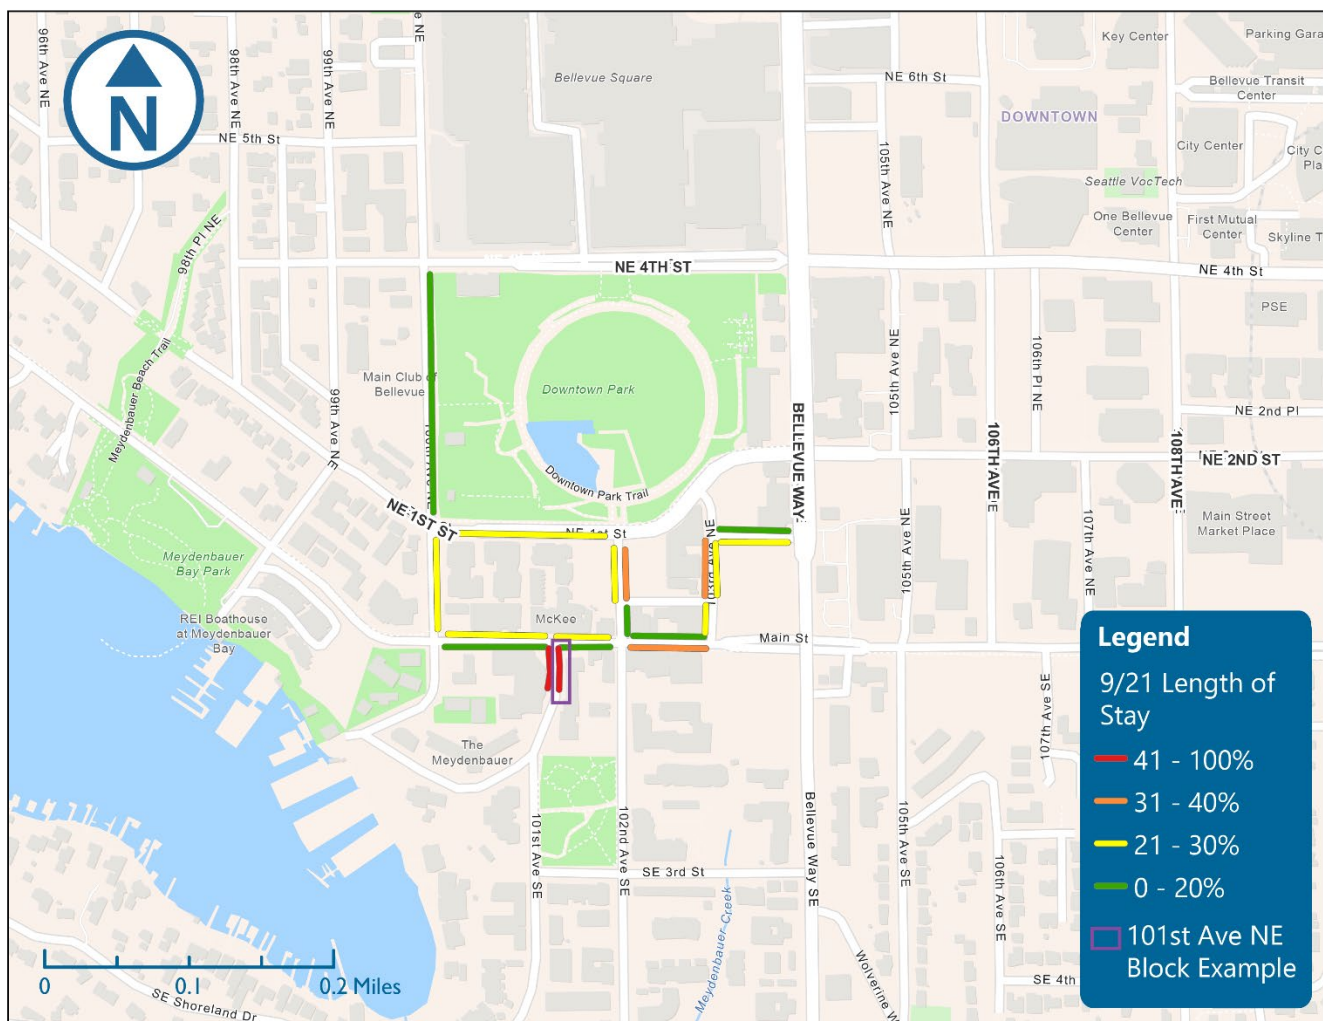 96th Ave NE
98th Ave NE
99th Ave NE
N
NE 5th St
98th Pl NE
Bellevue Square
NE 6th St
Key Center
Parking Gara
Bellevue Transit
Center
DOWNTOWN
105th Ave NE
City Center
City C
Pla
Seattle VocTech
One Bellevue
Center
First Mutual
Center
Skyline T
NE 4TH ST
NE 4th St
PSE
Meydenbauer Beach Trail
Main Club of
Bellevue
99th Ave NE
Downtown Park
105th Ave NE
106th Pl NE
NE 2nd Pl
BELLEVUE WAY
106TH AVE
E
108TH AVE
NE 2ND ST
Downtown Park Trail
NE 1ST ST
NE 1st St
105th Ave NE
107th Ave NE
Main Street
Market Place
Meydenbauer
Bay Park
REI Boathouse
at Meydenbauer
Bay
McKee
Main St
The
Meydenbauer
107th Ave SE
101st Ave SE
102nd Ave SE
Bellevue Way SE
105th Ave SE
106th Ave SE
SE 3rd St
Meydenbauer Creek
Wolverine W
SE 4th
SE Shoreland Dr
0
0.1
0.2 Miles
Legend
9/21 Length of
Stay
41 - 100%
31 - 40%
21 - 30%
0 - 20%
101st Ave NE
Block Example